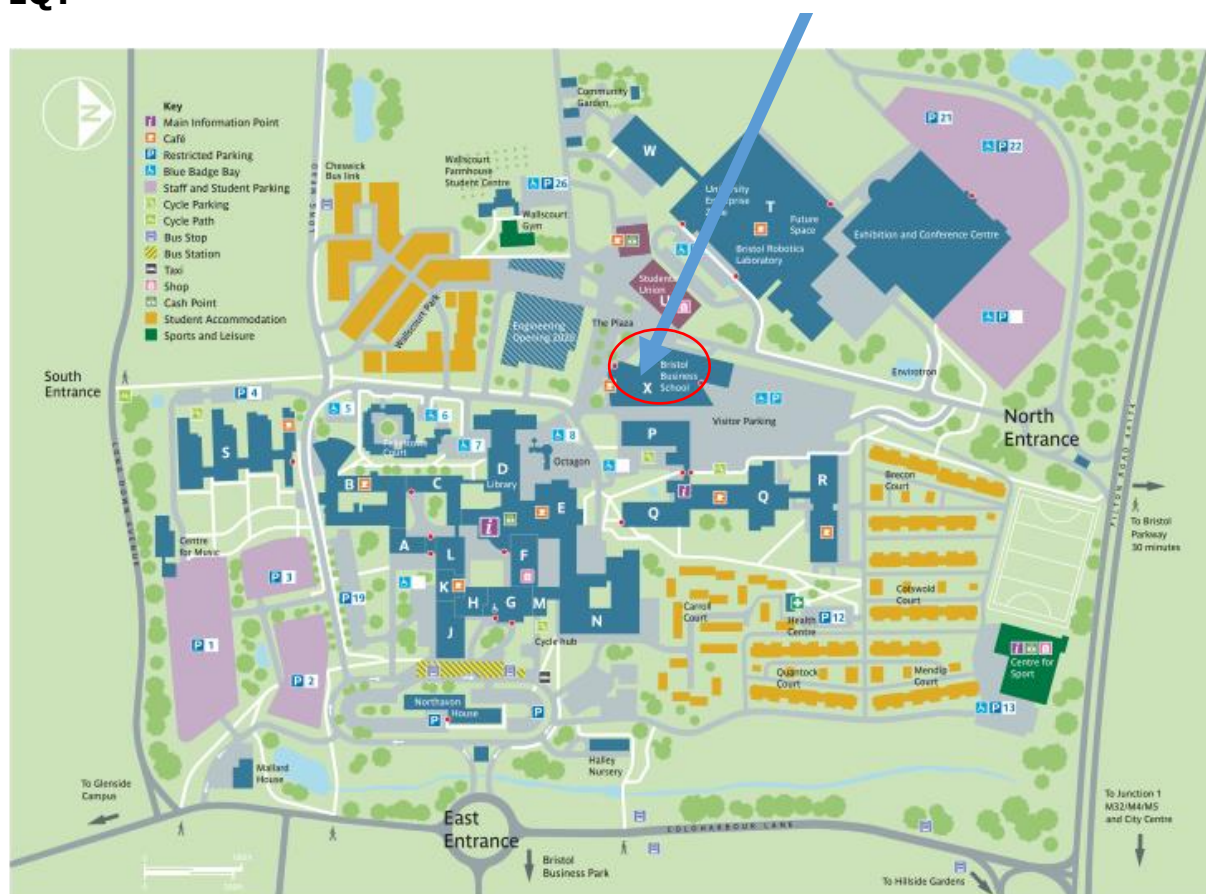 N
Key
Main Information Point
Café
Restricted Parking
Blue Badge Bay
Staff and Student Parking
Cycle Parking
Cycle Path
Bus Stop
Bus Station
Taxi
Shop
Cash Point
Student Accommodation
Sports and Leisure
Community
Garden
W
P 21
P 22
Cheswick
Bus link
LONG MEAD
Wallscourt
Farmhouse
Student Centre
P 26
Wallscourt
Gym
University
Enterprise
T
Future
Space
Bristol Robotics
Laboratory
Exhibition and Conference Centre
Students
Union
U
The Plaza
Engineering
Opening 2020
Wallscourt Park
P
Bristol
Business
School
X
Envirotron
South
Entrance
P 4
5
6
7
8
P
Visitor Parking
North
Entrance
S
Court
D
Library
Octagon
P
B
C
E
Q
Q
R
Brecon
Court
To Bristol
Parkway
30 minutes
LONG DOWN AVENUE
Centre
for Music
A
L
F
P 3
P 19
K
H
G
M
N
J
Cycle hub
Carroll
Court
Health
Centre
P 12
Cotswold
Court
P 1
P 2
Quantock
Court
Mendip
Court
Centre for
Sport
P 13
Northavon
House
P
P
Mallard
House
Halley
Nursery
To Glenside
Campus
East
Entrance
COLDHARBOUR LANE
To Junction 1
M32/M4/M5
and City Centre
Bristol
Business Park
To Hillside Gardens